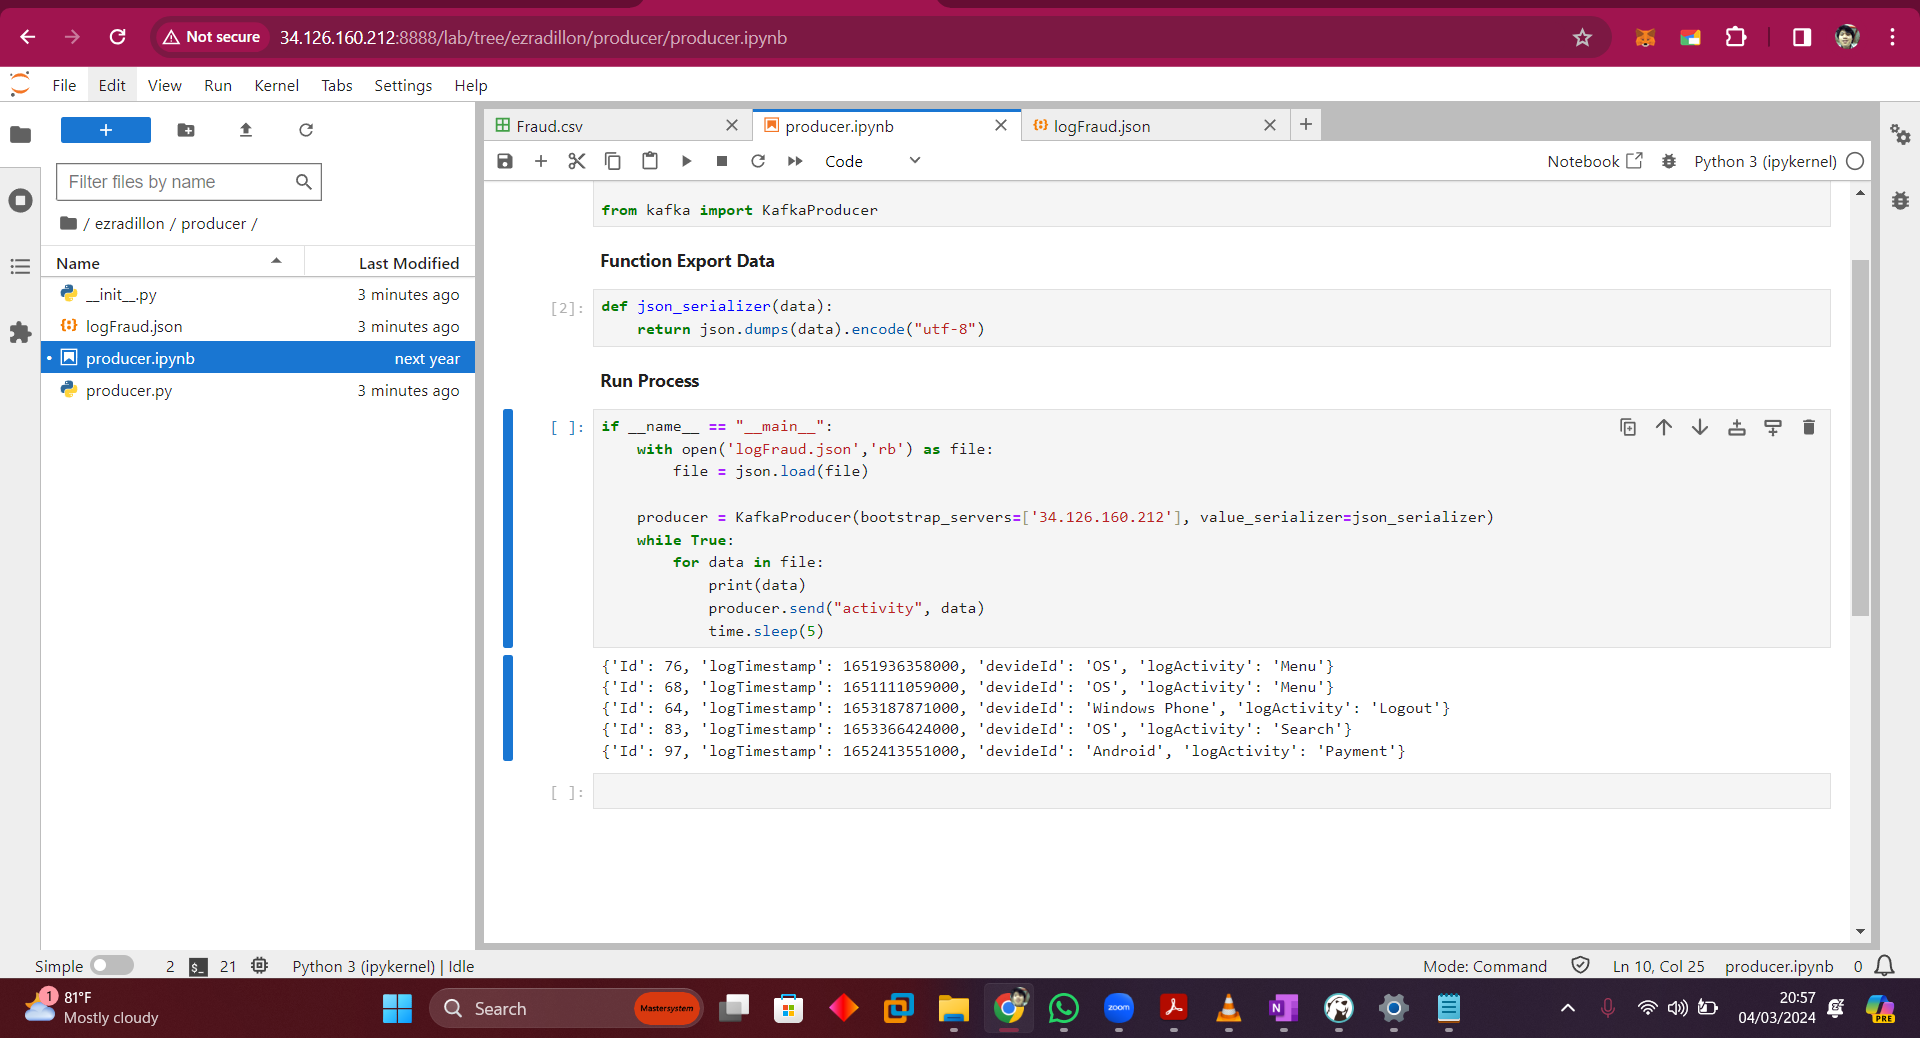 Not secure
34.126.160.212:8888/lab/tree/ezradillon/producer/producer.ipynb
File Edit View Run Kernel Tabs Settings Help
Filter files by name
/ ezradillon / producer /
Name Last Modified
__init__.py 3 minutes ago
logFraud.json 3 minutes ago
producer.ipynb next year
producer.py 3 minutes ago
Fraud.csv producer.ipynb logFraud.json
Code
Notebook Python 3 (ipykernel)
from kafka import KafkaProducer
Function Export Data
[2]: def json_serializer(data):
    return json.dumps(data).encode("utf-8")
Run Process
[ ]: if __name__ == "__main__":
    with open('logFraud.json','rb') as file:
        file = json.load(file)
    producer = KafkaProducer(bootstrap_servers=['34.126.160.212'], value_serializer=json_serializer)
    while True:
        for data in file:
            print(data)
            producer.send("activity", data)
            time.sleep(5)
{'Id': 76, 'logTimestamp': 1651936358000, 'devideId': 'OS', 'logActivity': 'Menu'}
{'Id': 68, 'logTimestamp': 1651111059000, 'devideId': 'OS', 'logActivity': 'Menu'}
{'Id': 64, 'logTimestamp': 1653187871000, 'devideId': 'Windows Phone', 'logActivity': 'Logout'}
{'Id': 83, 'logTimestamp': 1653366424000, 'devideId': 'OS', 'logActivity': 'Search'}
{'Id': 97, 'logTimestamp': 1652413551000, 'devideId': 'Android', 'logActivity': 'Payment'}
[ ]:
Simple 2 $_ 21 Python 3 (ipykernel) | Idle
Mode: Command Ln 10, Col 25 producer.ipynb 0
1 81°F
Mostly cloudy
Search
Mastersystem
zoom
N
20:57
04/03/2024
PRE